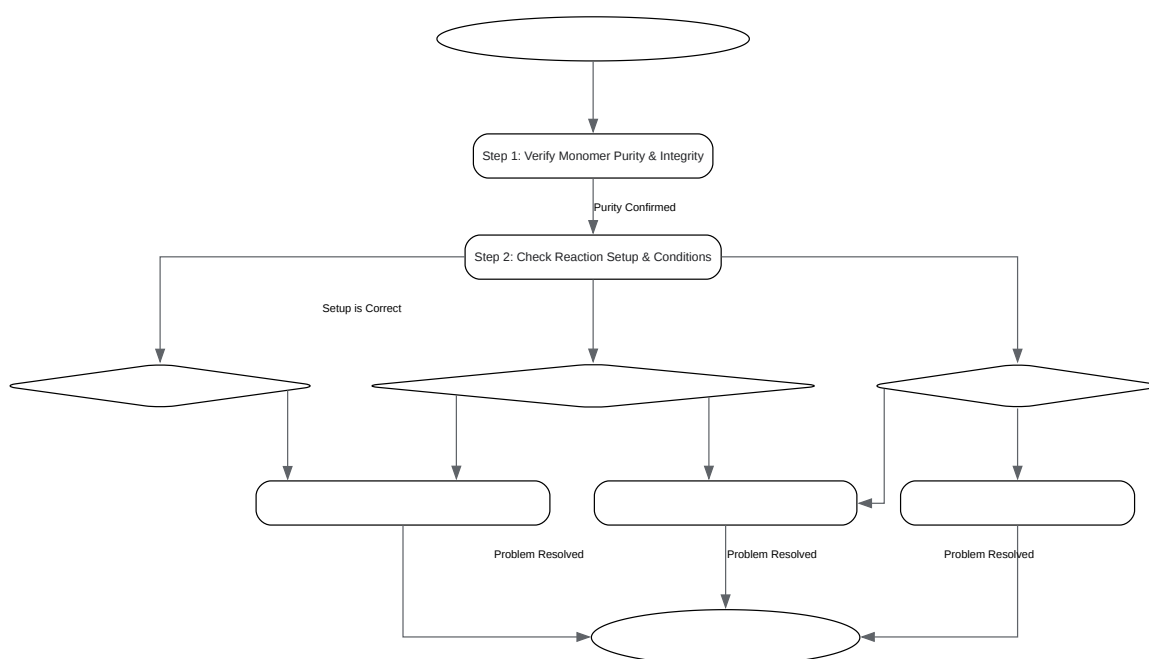 Step 1: Verify Monomer Purity & Integrity
Purity Confirmed
Step 2: Check Reaction Setup & Conditions
Setup is Correct
Problem Resolved
Problem Resolved
Problem Resolved